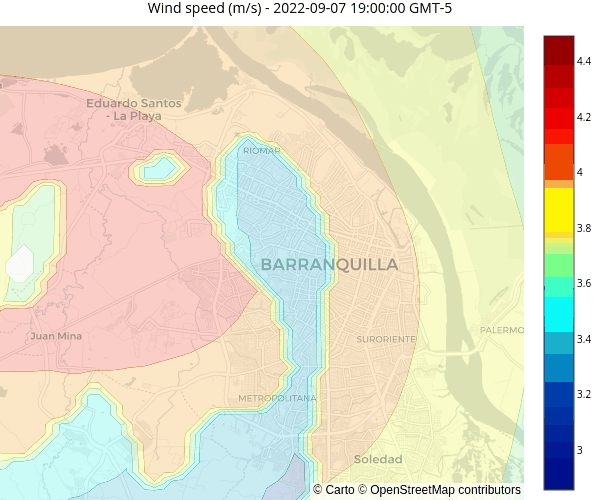 Wind speed (m/s) - 2022-09-07 19:00:00 GMT-5
4.4
Eduardo Santos
- La Playa
4.2
RIOMAR
4
3.8
BARRANQUILLA
3.6
Juan Mina
SURORIENTE
PALERMO
3.4
3.2
METROPOLITANA
3
Soledad
© Carto © OpenStreetMap contributors